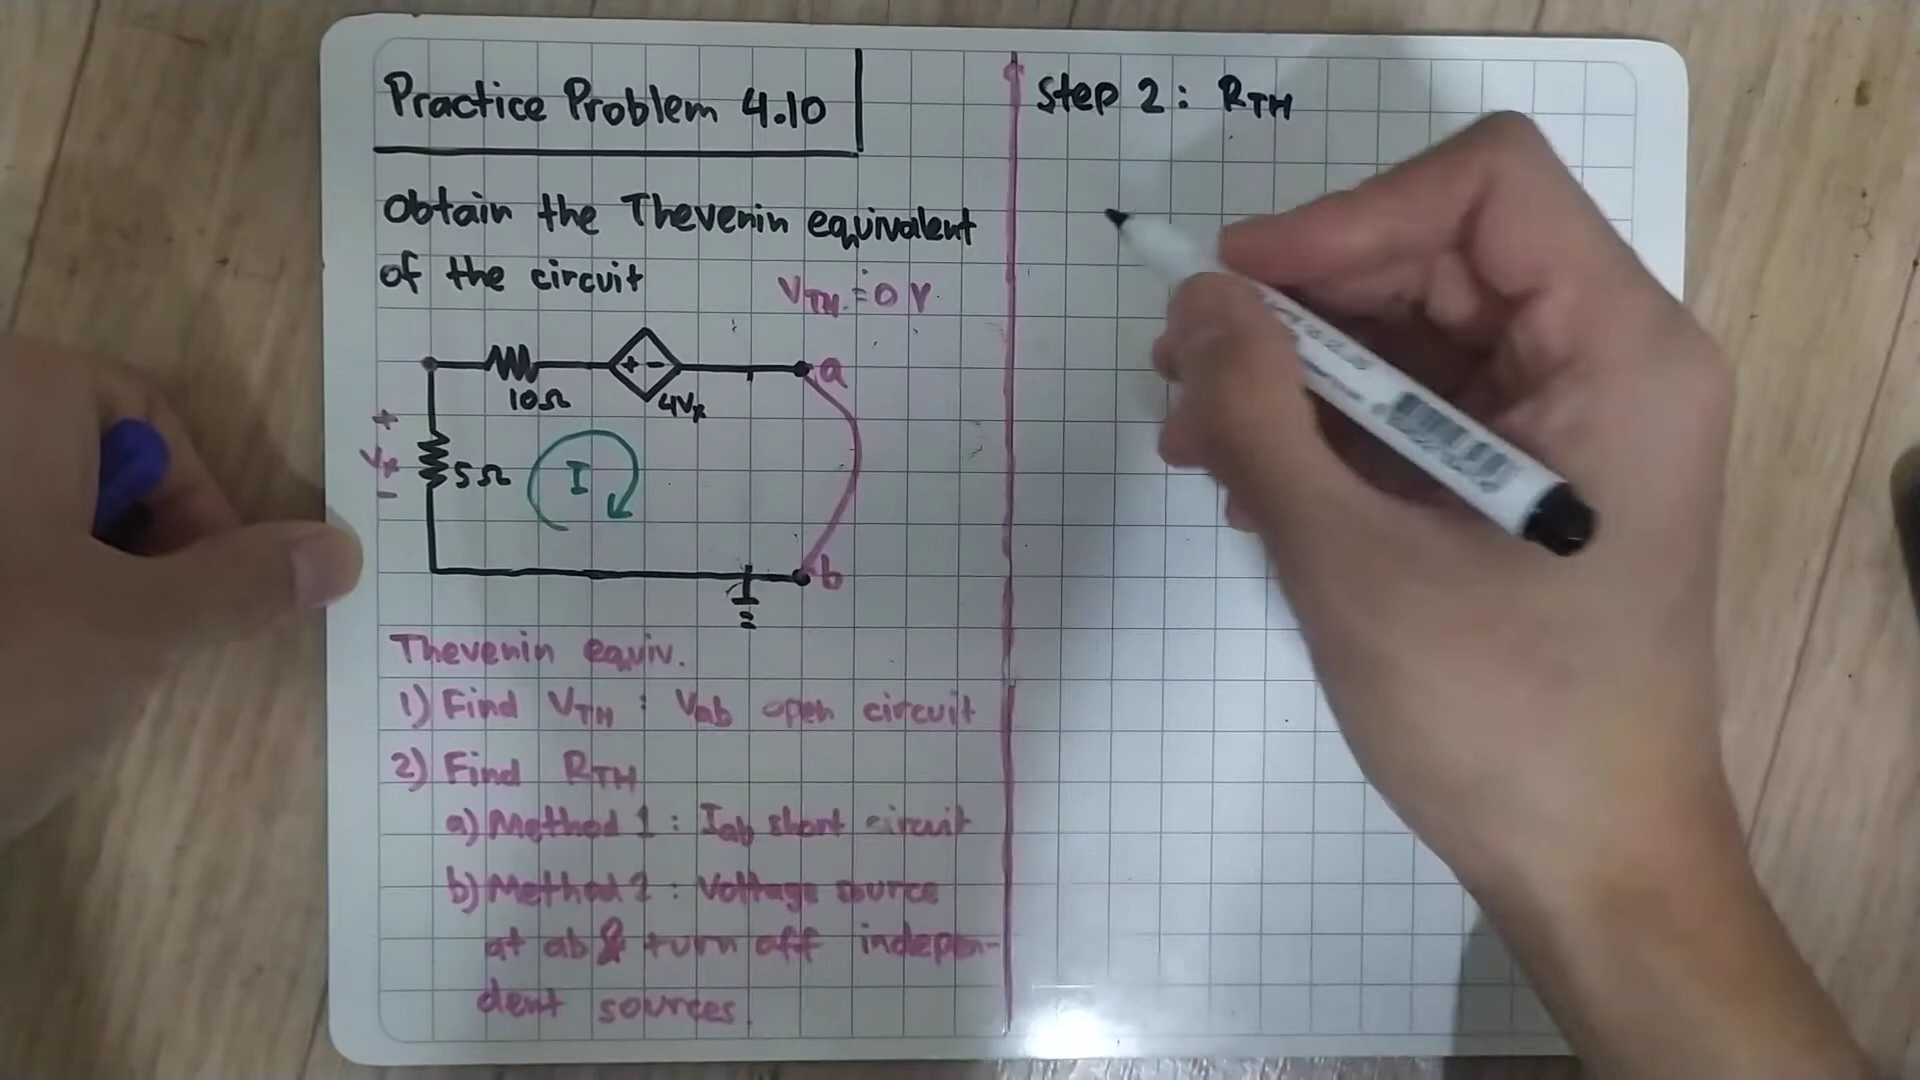 Practice Problem 4.10
Obtain the Thevenin equivalent
of the circuit
VTH = 0 V
10Ω
+ -
4Vx
a
+
Vx
-
5Ω
I
b
Thevenin equiv.
1) Find VTH : Vab open circuit
2) Find RTH
a) Method 1 : Iab short circuit
b) Method 2 : Voltage source
at ab & turn off indepen-
dent sources.
Step 2 : RTH